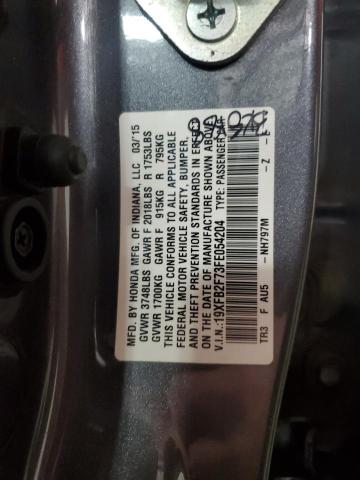 MFD. BY HONDA MFG. OF INDIANA, LLC 03/15
GVWR 3748LBS GAWR F 2018LBS R 1753LBS
GVWR 1700KG GAWR F 915KG R 795KG
THIS VEHICLE CONFORMS TO ALL APPLICABLE
FEDERAL MOTOR VEHICLE SAFETY, BUMPER,
AND THEFT PREVENTION STANDARDS IN EFFECT
AT THE DATE OF MANUFACTURE SHOWN ABOVE.
V.I.N.: 19XFB2F73FE054204 TYPE: PASSENGER
TR3 F AU5 -NH797M -Z -E